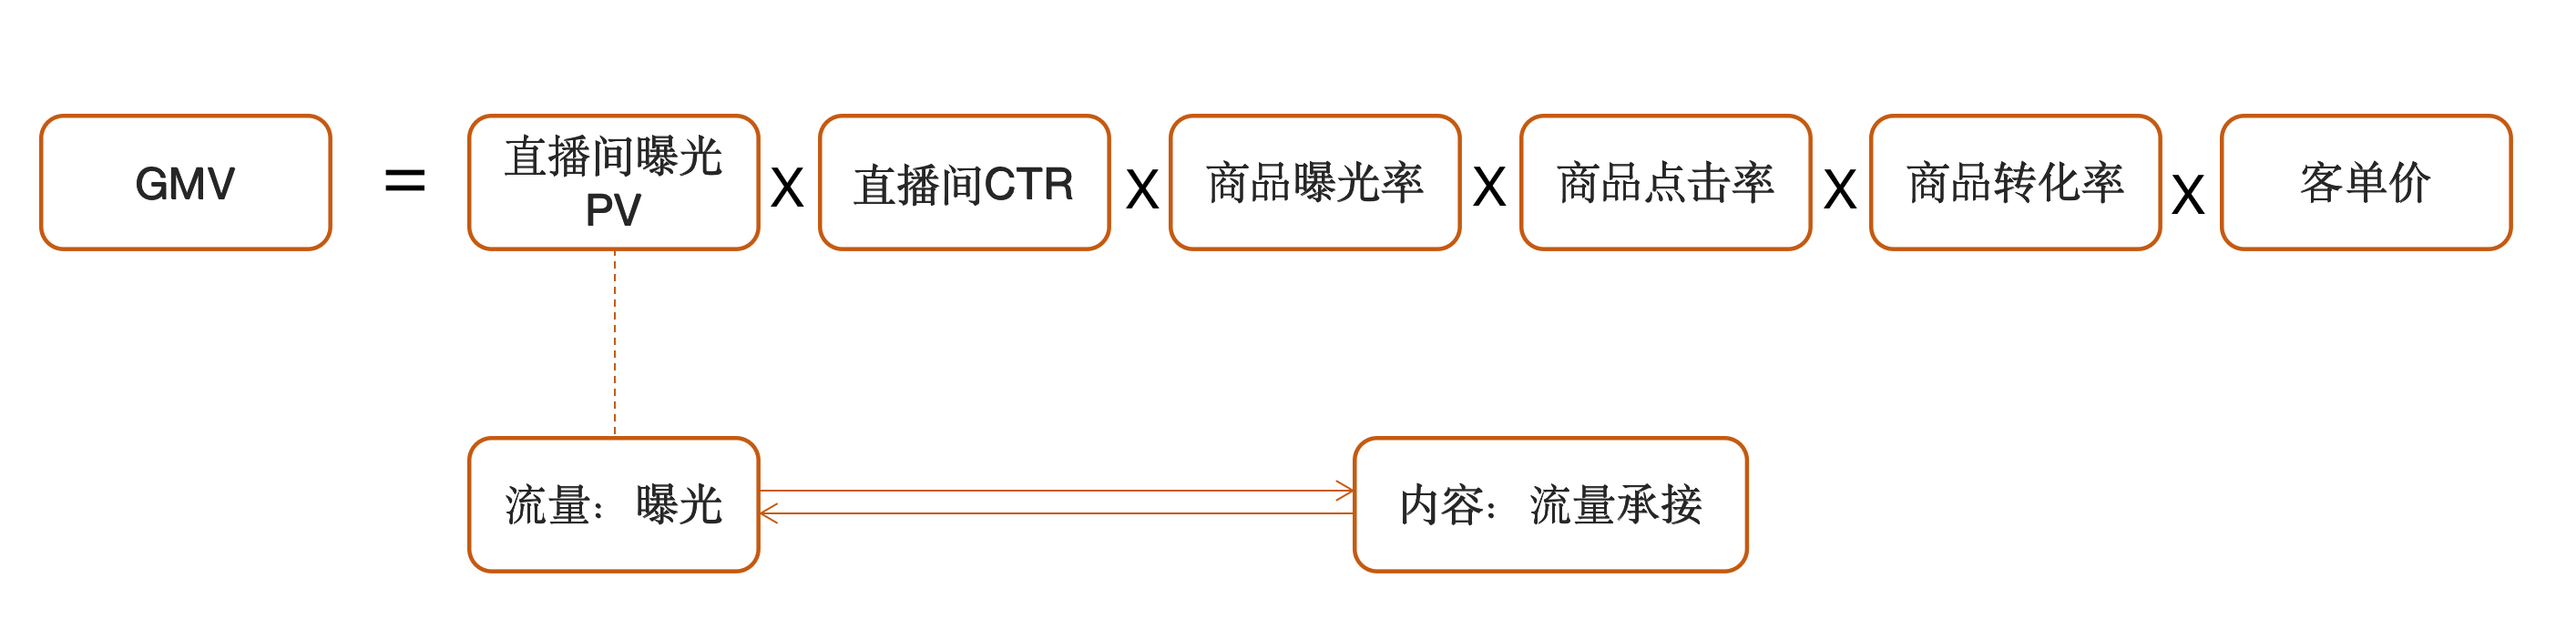 GMV
=
直播间曝光
PV
X
直播间CTR
X
商品曝光率
X
商品点击率
X
商品转化率
X
客单价
流量：曝光
内容：流量承接